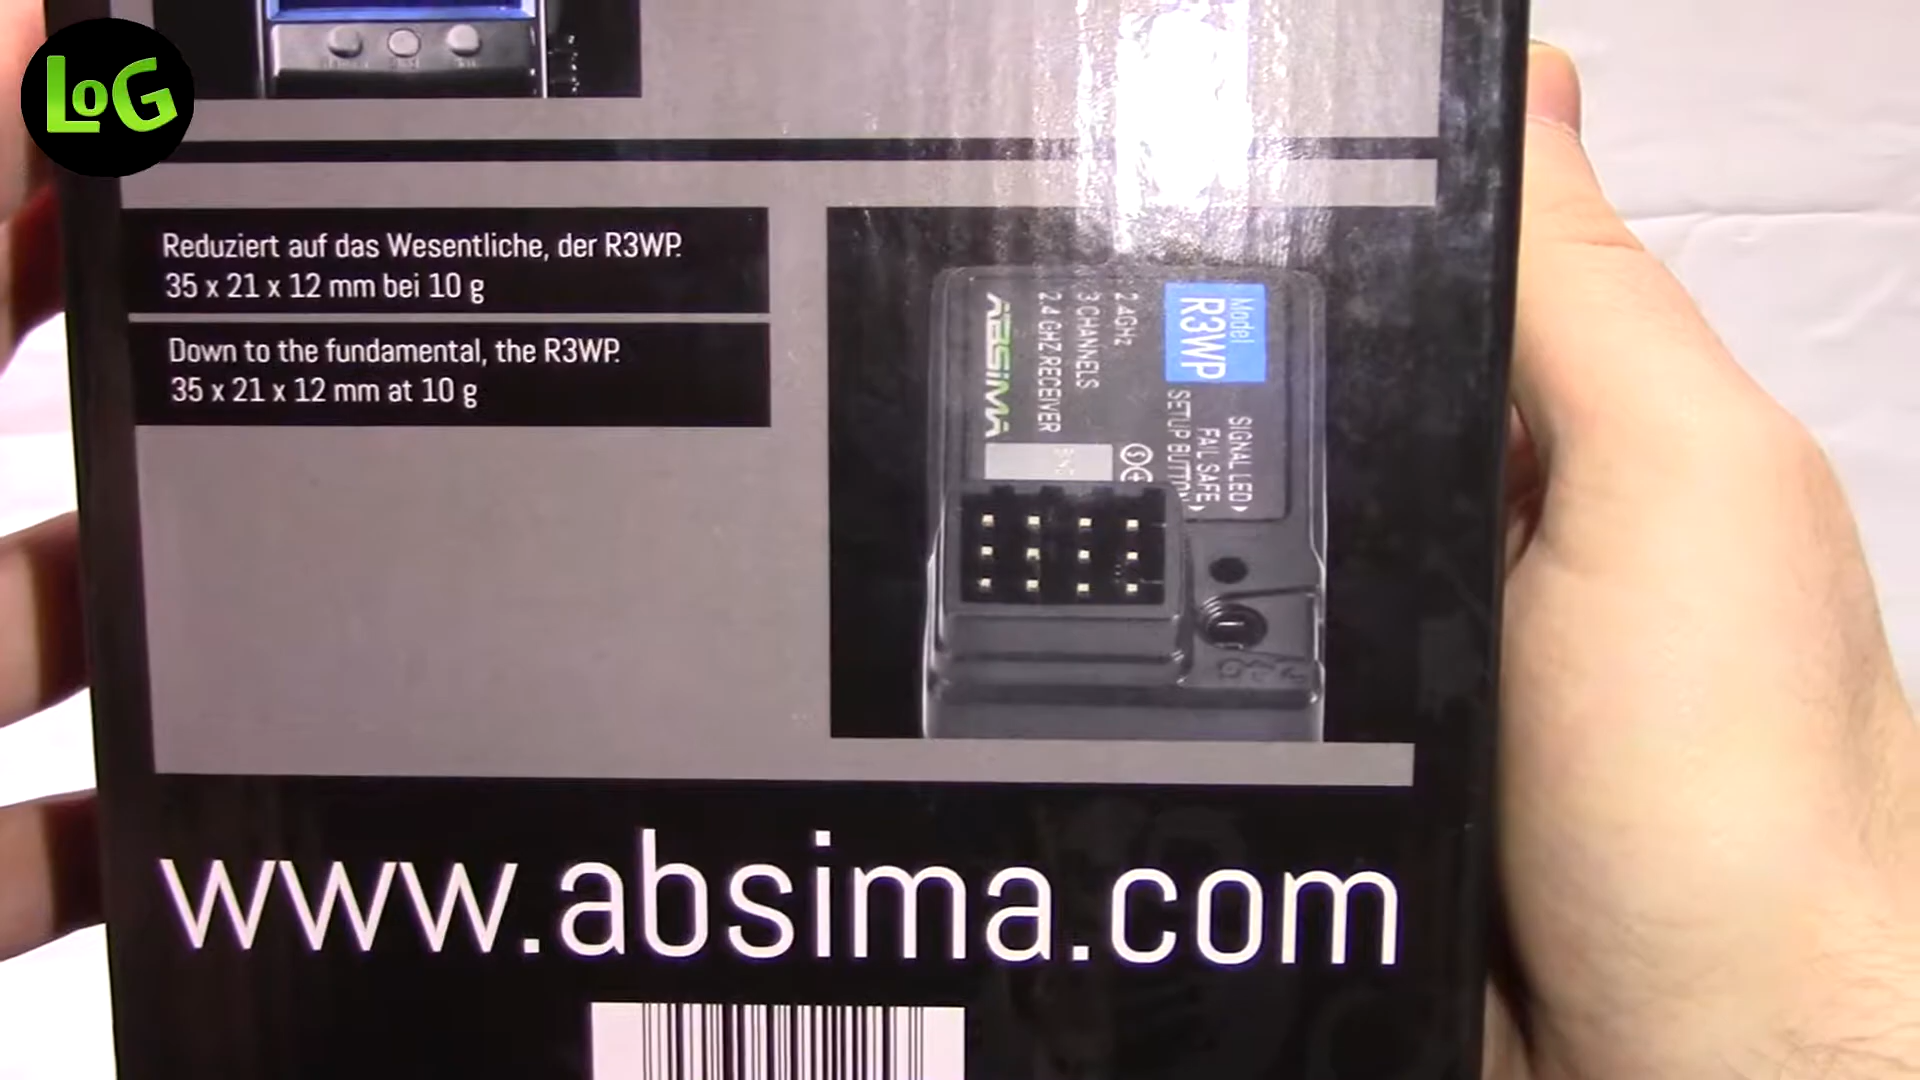 LoG
Reduziert auf das Wesentliche, der R3WP.
35 x 21 x 12 mm bei 10 g
Down to the fundamental, the R3WP.
35 x 21 x 12 mm at 10 g
Model
R3WP
SIGNAL LED
FAIL SAFE
SETUP BUTTON
2.4GHz
3 CHANNELS
2.4 GHZ RECEIVER
ABSiMA
www.absima.com